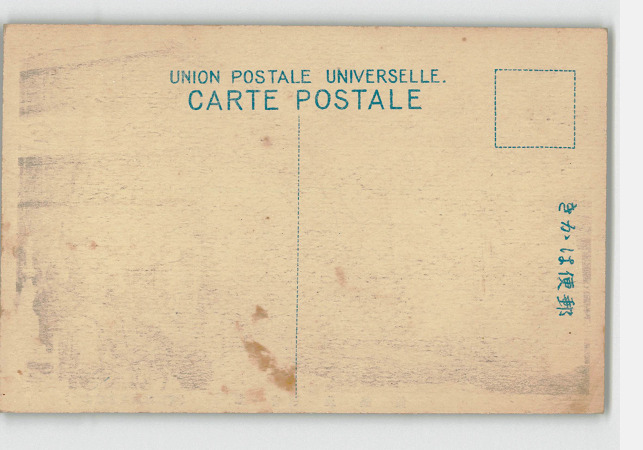 UNION POSTALE UNIVERSELLE.
CARTE POSTALE
きかは便郵